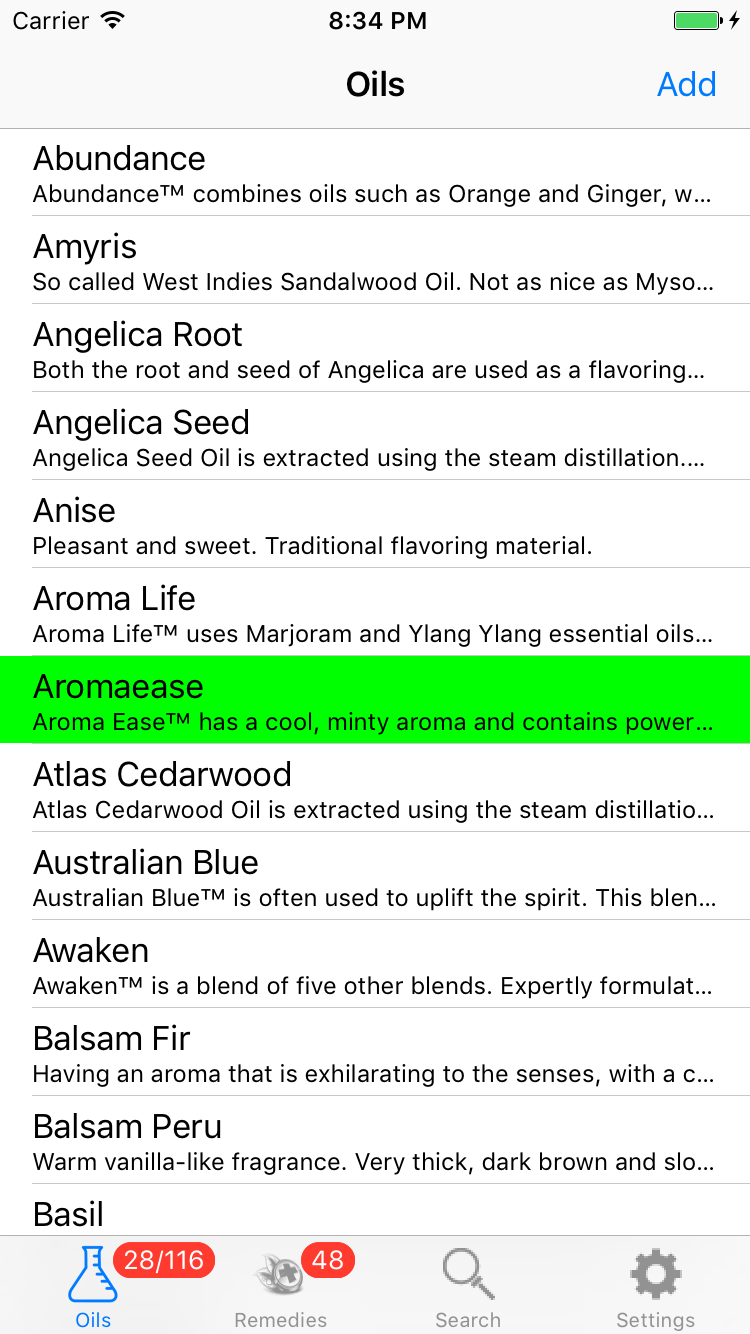 Carrier 8:34 PM
Oils Add
Abundance
Abundance™ combines oils such as Orange and Ginger, w...
Amyris
So called West Indies Sandalwood Oil. Not as nice as Myso...
Angelica Root
Both the root and seed of Angelica are used as a flavoring...
Angelica Seed
Angelica Seed Oil is extracted using the steam distillation....
Anise
Pleasant and sweet. Traditional flavoring material.
Aroma Life
Aroma Life™ uses Marjoram and Ylang Ylang essential oils...
Aromaease
Aroma Ease™ has a cool, minty aroma and contains power...
Atlas Cedarwood
Atlas Cedarwood Oil is extracted using the steam distillatio...
Australian Blue
Australian Blue™ is often used to uplift the spirit. This blen...
Awaken
Awaken™ is a blend of five other blends. Expertly formulat...
Balsam Fir
Having an aroma that is exhilarating to the senses, with a c...
Balsam Peru
Warm vanilla-like fragrance. Very thick, dark brown and slo...
Basil
28/116 48
Oils Remedies Search Settings